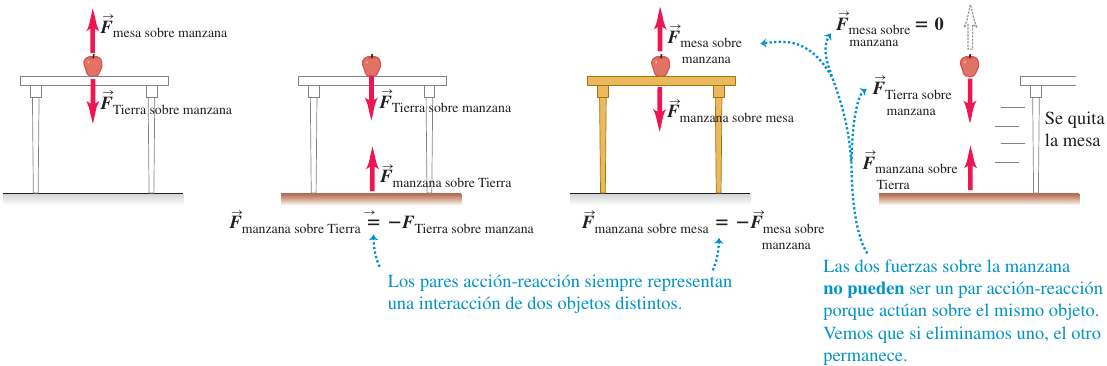 F⃗ mesa sobre manzana
F⃗ Tierra sobre manzana
F⃗ Tierra sobre manzana
F⃗ manzana sobre Tierra
F⃗ manzana sobre Tierra =⃗ −F Tierra sobre manzana
F⃗ mesa sobre
manzana
F⃗ manzana sobre mesa
F⃗ manzana sobre mesa = −F⃗ mesa sobre
manzana
Los pares acción-reacción siempre representan
una interacción de dos objetos distintos.
F⃗ mesa sobre = 0
manzana
F⃗ Tierra sobre
manzana
F⃗ manzana sobre
Tierra
Se quita
la mesa
Las dos fuerzas sobre la manzana
no pueden ser un par acción-reacción
porque actúan sobre el mismo objeto.
Vemos que si eliminamos uno, el otro
permanece.